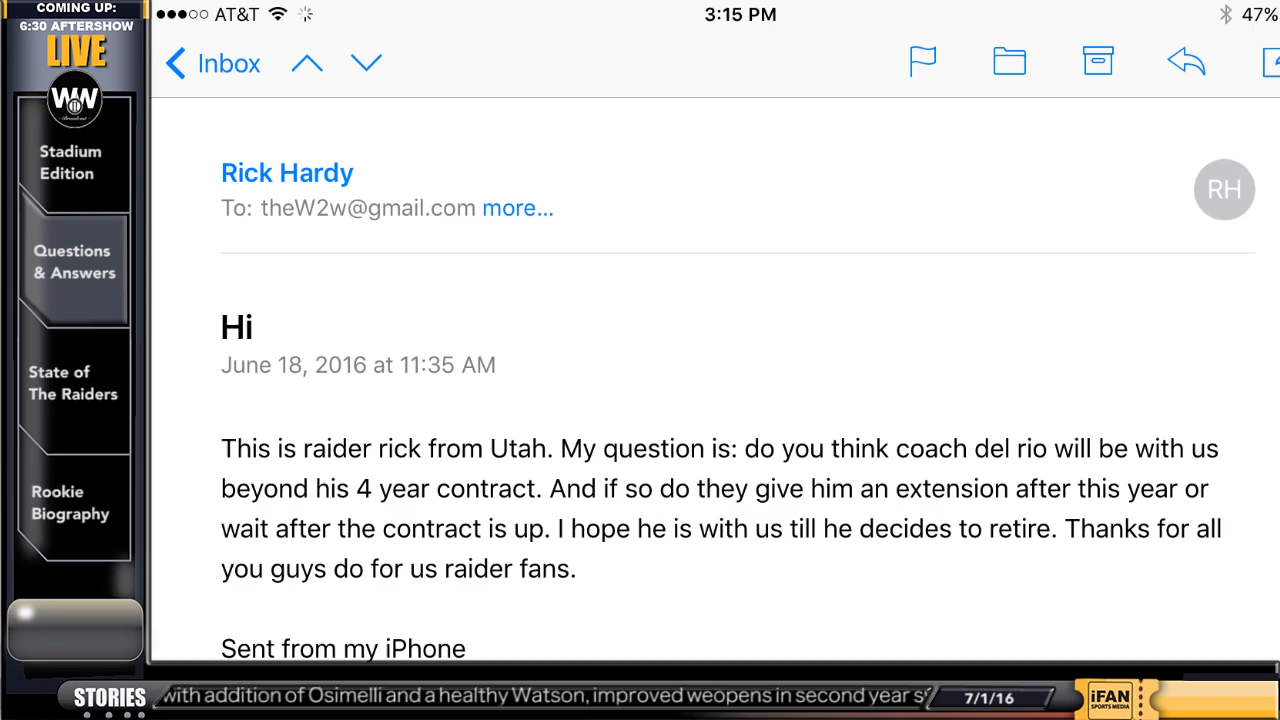 COMING UP:
6:30 AFTERSHOW
LIVE
WW
Stadium
Edition
Questions
& Answers
State of
The Raiders
Rookie
Biography
AT&T
3:15 PM
47%
Inbox
Rick Hardy
To: theW2w@gmail.com more...
RH
Hi
June 18, 2016 at 11:35 AM
This is raider rick from Utah. My question is: do you think coach del rio will be with us
beyond his 4 year contract. And if so do they give him an extension after this year or
wait after the contract is up. I hope he is with us till he decides to retire. Thanks for all
you guys do for us raider fans.
Sent from my iPhone
STORIES
with addition of Osimelli and a healthy Watson, improved weopens in second year s
7/1/16
iFAN
SPORTS MEDIA